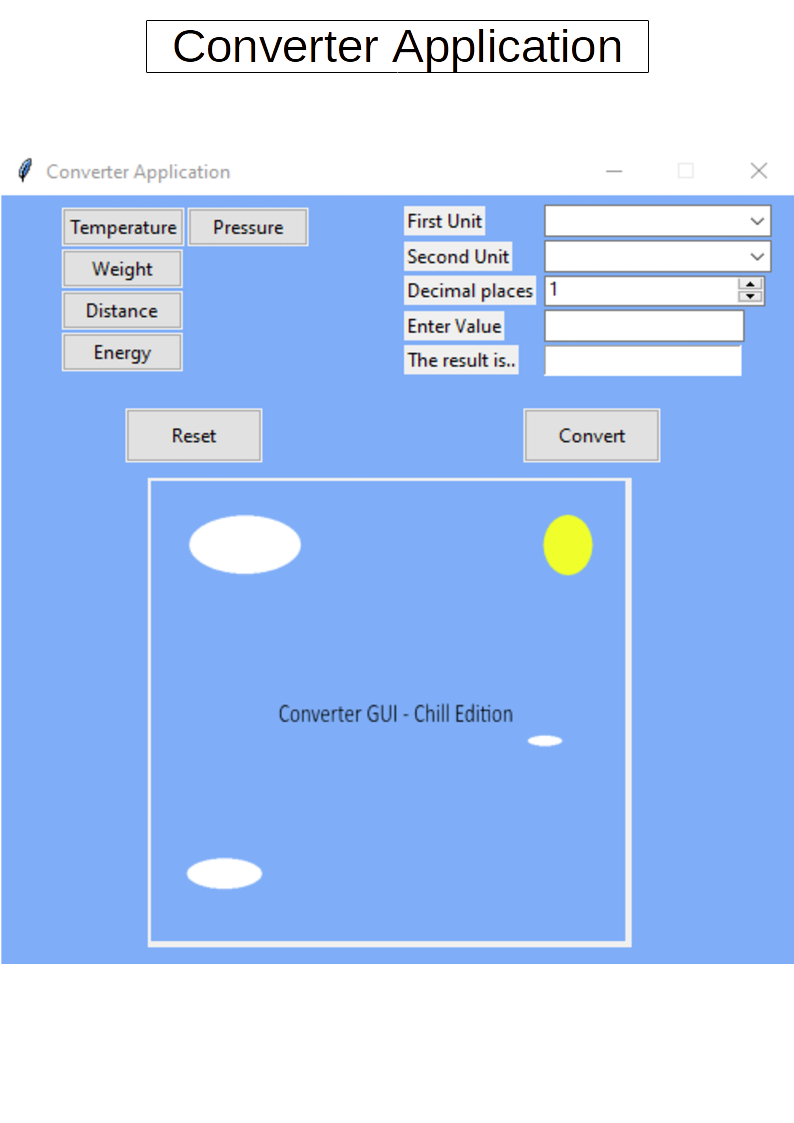 Converter Application
Converter Application
Temperature
Pressure
Weight
Distance
Energy
First Unit
Second Unit
Decimal places
1
Enter Value
The result is..
Reset
Convert
Converter GUI - Chill Edition